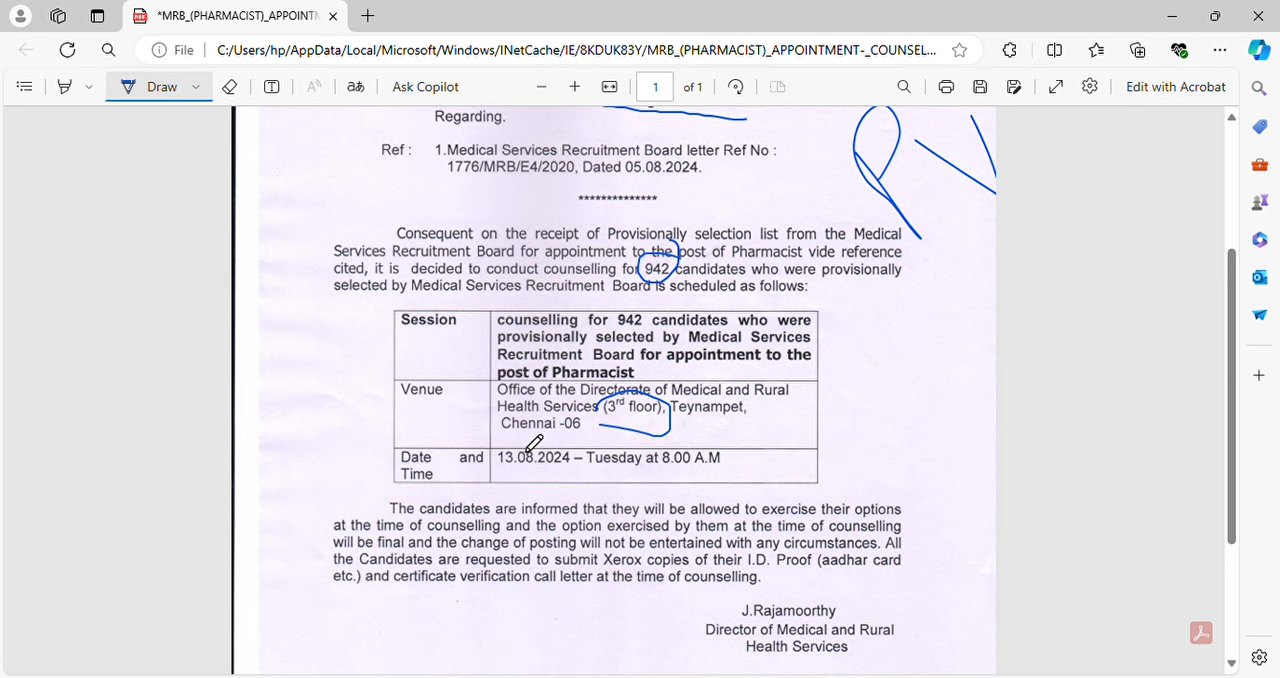 *MRB_(PHARMACIST)_APPOINTM
File
C:/Users/hp/AppData/Local/Microsoft/Windows/INetCache/IE/8KDUK83Y/MRB_(PHARMACIST)_APPOINTMENT-_COUNSEL...
Draw
aあ
Ask Copilot
1
of 1
Edit with Acrobat
Regarding.
Ref : 1.Medical Services Recruitment Board letter Ref No :
1776/MRB/E4/2020, Dated 05.08.2024.
**************
Consequent on the receipt of Provisionally selection list from the Medical
Services Recruitment Board for appointment to the post of Pharmacist vide reference
cited, it is decided to conduct counselling for 942 candidates who were provisionally
selected by Medical Services Recruitment Board is scheduled as follows:
Session
counselling for 942 candidates who were
provisionally selected by Medical Services
Recruitment Board for appointment to the
post of Pharmacist
Venue
Office of the Directorate of Medical and Rural
Health Services (3rd floor), Teynampet,
Chennai -06
Date and
Time
13.08.2024 – Tuesday at 8.00 A.M
The candidates are informed that they will be allowed to exercise their options
at the time of counselling and the option exercised by them at the time of counselling
will be final and the change of posting will not be entertained with any circumstances. All
the Candidates are requested to submit Xerox copies of their I.D. Proof (aadhar card
etc.) and certificate verification call letter at the time of counselling.
J.Rajamoorthy
Director of Medical and Rural
Health Services